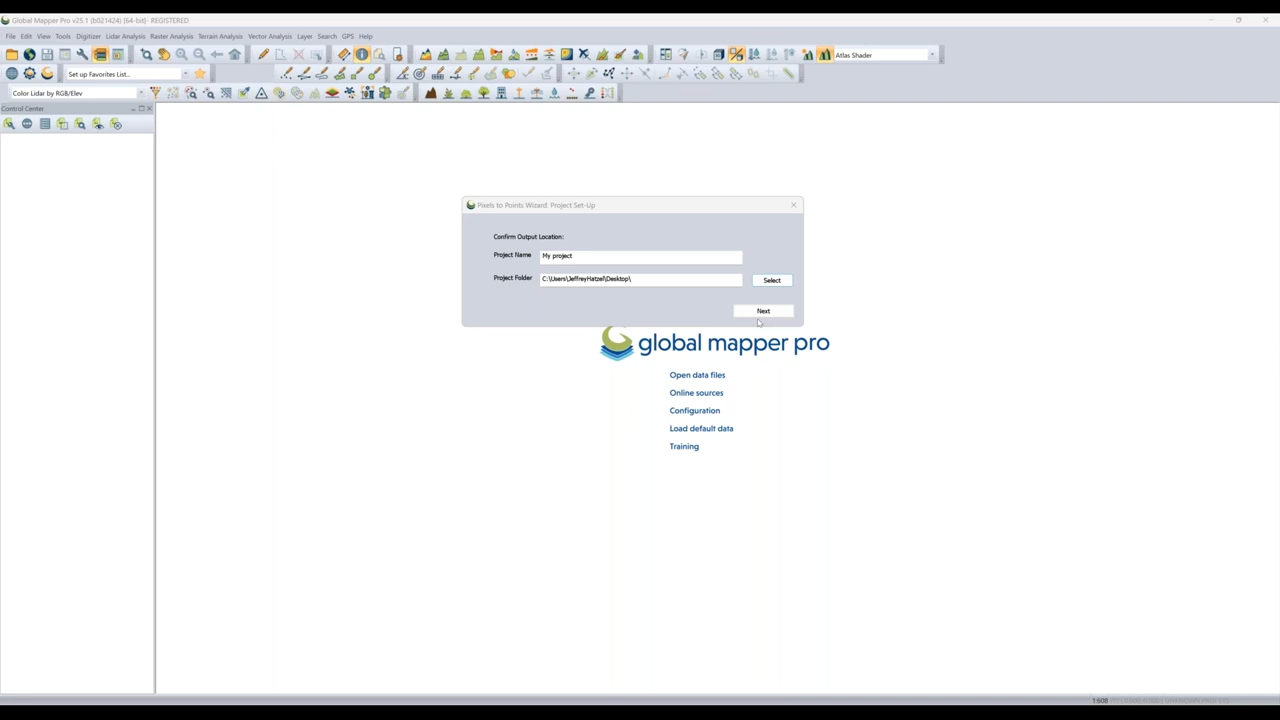 Global Mapper Pro v25.1 (b021424) [64-bit] - REGISTERED
File Edit View Tools Digitizer Lidar Analysis Raster Analysis Terrain Analysis Vector Analysis Layer Search GPS Help
Atlas Shader
Set up Favorites List...
Color Lidar by RGB/Elev
Control Center
Pixels to Points Wizard: Project Set-Up
Confirm Output Location:
Project Name My project
Project Folder C:\Users\JeffreyHatzel\Desktop\ Select
Next
global mapper pro
Open data files
Online sources
Configuration
Load default data
Training
1:608